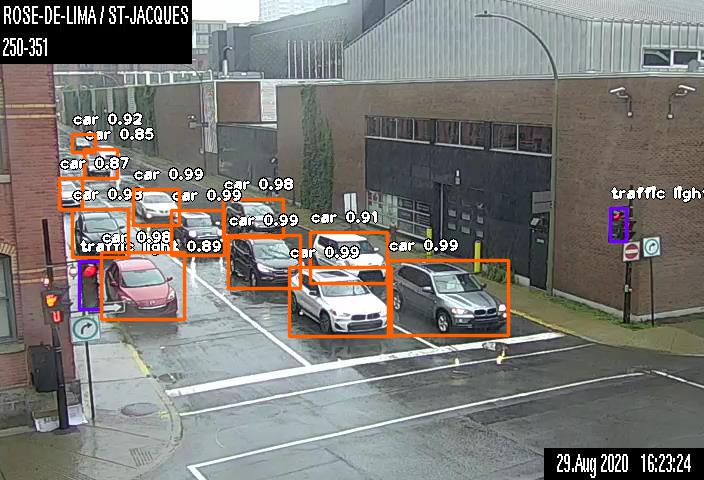 ROSE-DE-LIMA / ST-JACQUES
250-351
car 0.92
car 0.85
car 0.87
car 0.99
car 0.99
car 0.98
car 0.98
car 0.99
car 0.91
traffic light
traffic light 0.89
car 0.98
car 0.99
car 0.99
29.Aug 2020 16:23:24